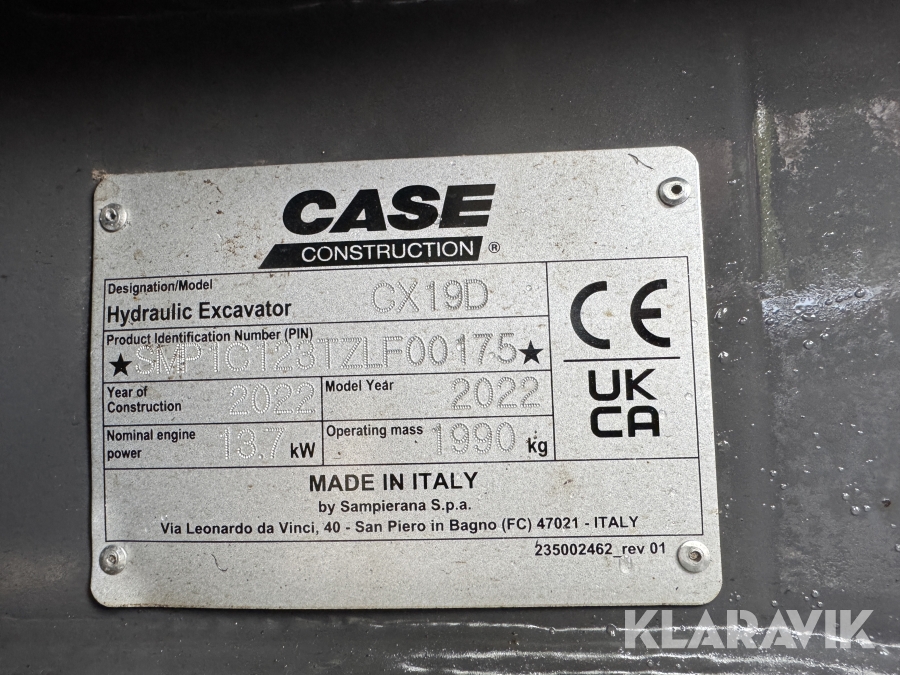 CASE
CONSTRUCTION ®
Designation/Model
Hydraulic Excavator CX19D
Product Identification Number (PIN)
★SMP1C123TZLF00175★
Year of Construction 2022 Model Year 2022
Nominal engine power 13.7 kW Operating mass 1990 kg
CE
UK
CA
MADE IN ITALY
by Sampierana S.p.a.
Via Leonardo da Vinci, 40 - San Piero in Bagno (FC) 47021 - ITALY
235002462_rev 01
KLARAVIK